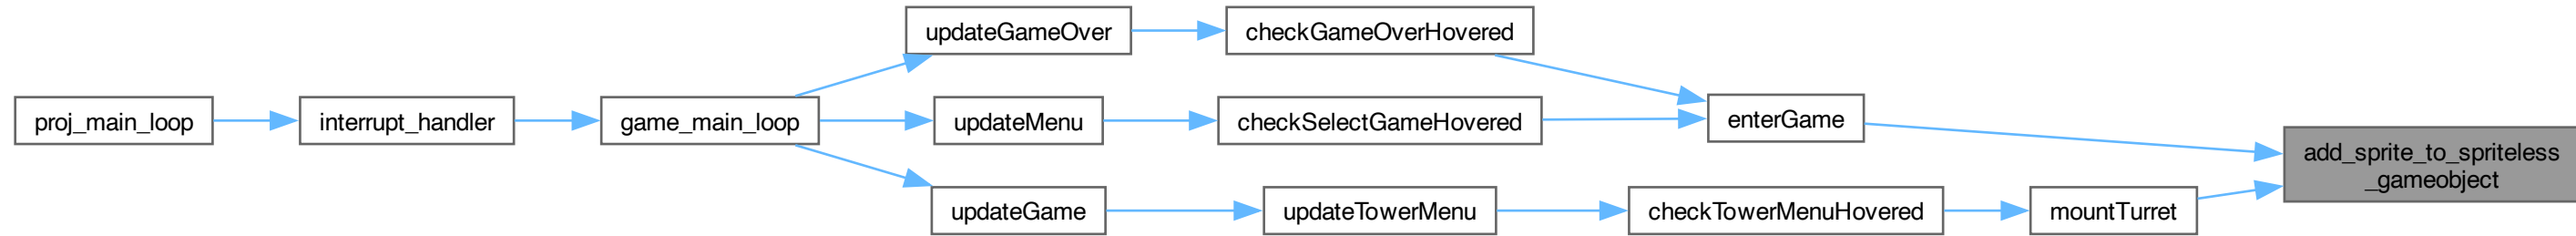 updateGameOver
checkGameOverHovered
proj_main_loop
interrupt_handler
game_main_loop
updateMenu
checkSelectGameHovered
enterGame
add_sprite_to_spriteless
_gameobject
updateGame
updateTowerMenu
checkTowerMenuHovered
mountTurret